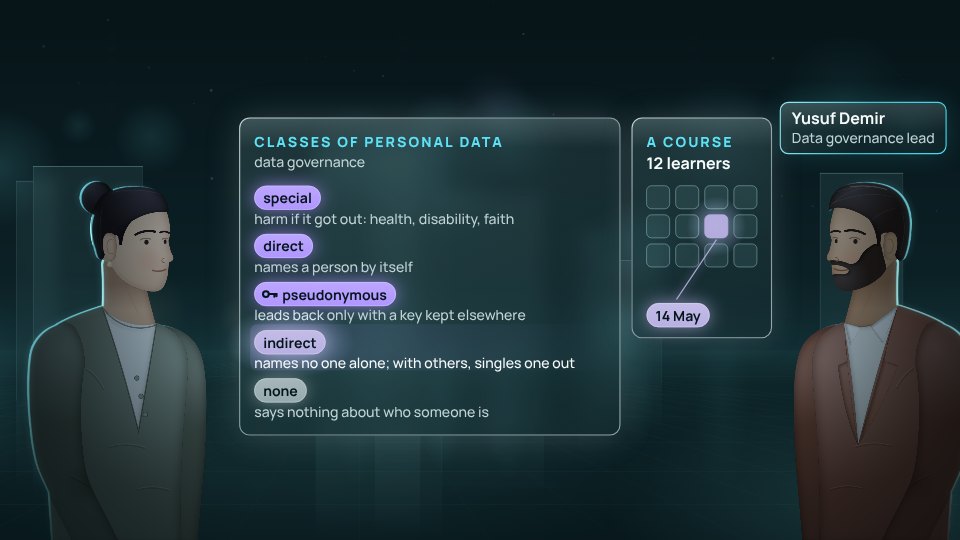 CLASSES OF PERSONAL DATA
data governance
special
harm if it got out: health, disability, faith
direct
names a person by itself
pseudonymous
leads back only with a key kept elsewhere
indirect
names no one alone; with others, singles one out
none
says nothing about who someone is
A COURSE
12 learners
14 May
Yusuf Demir
Data governance lead